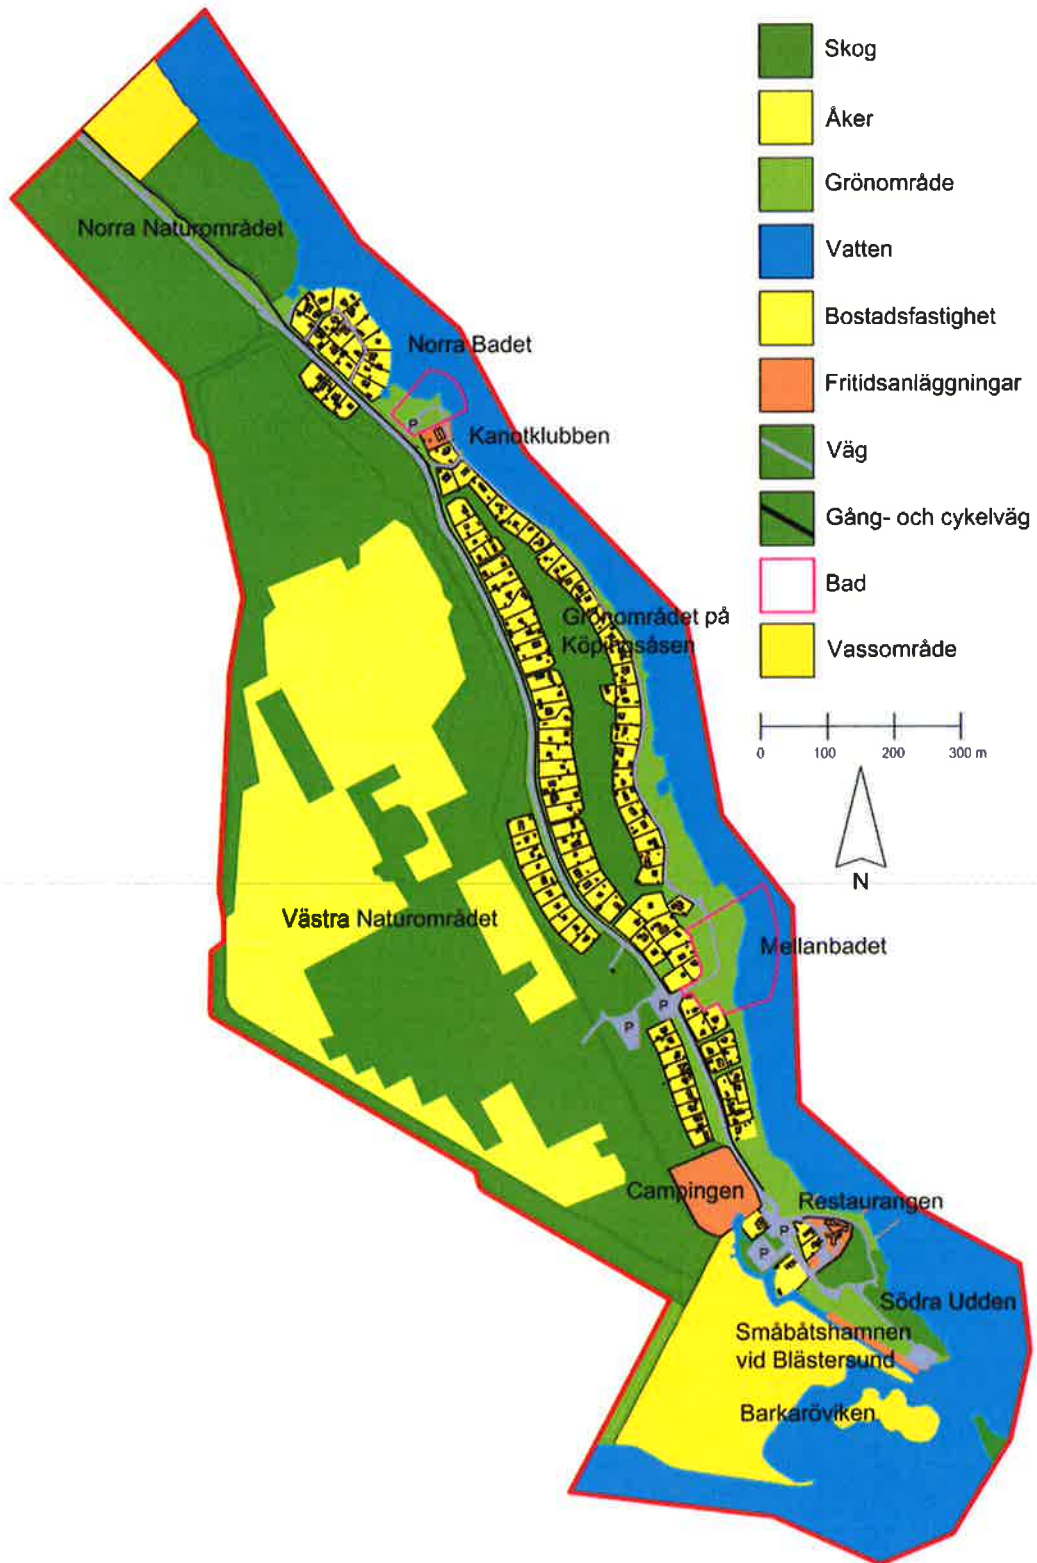 Skog
Åker
Grönområde
Vatten
Bostadsfastighet
Fritidsanläggningar
Väg
Gång- och cykelväg
Bad
Vassområde
0 100 200 300 m
N
Norra Naturområdet
Norra Badet
P
Kanotklubben
Grönområdet på
Köpingsåsen
Västra Naturområdet
Mellanbadet
P
P
Campingen
Restaurangen
P
P
Södra Udden
Småbåtshamnen
vid Blästersund
Barkaröviken